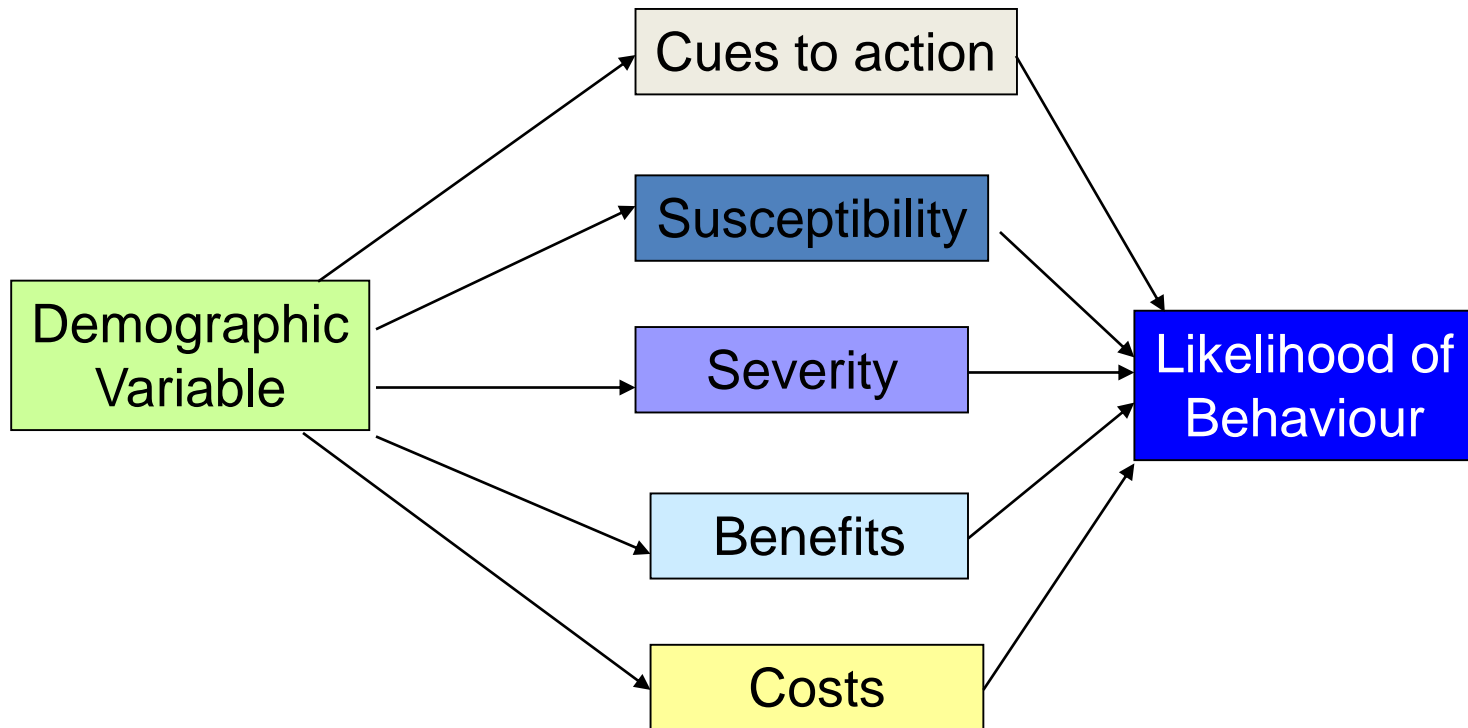 Cues to action
Susceptibility
Demographic
Variable
Severity
Likelihood of
Behaviour
Benefits
Costs